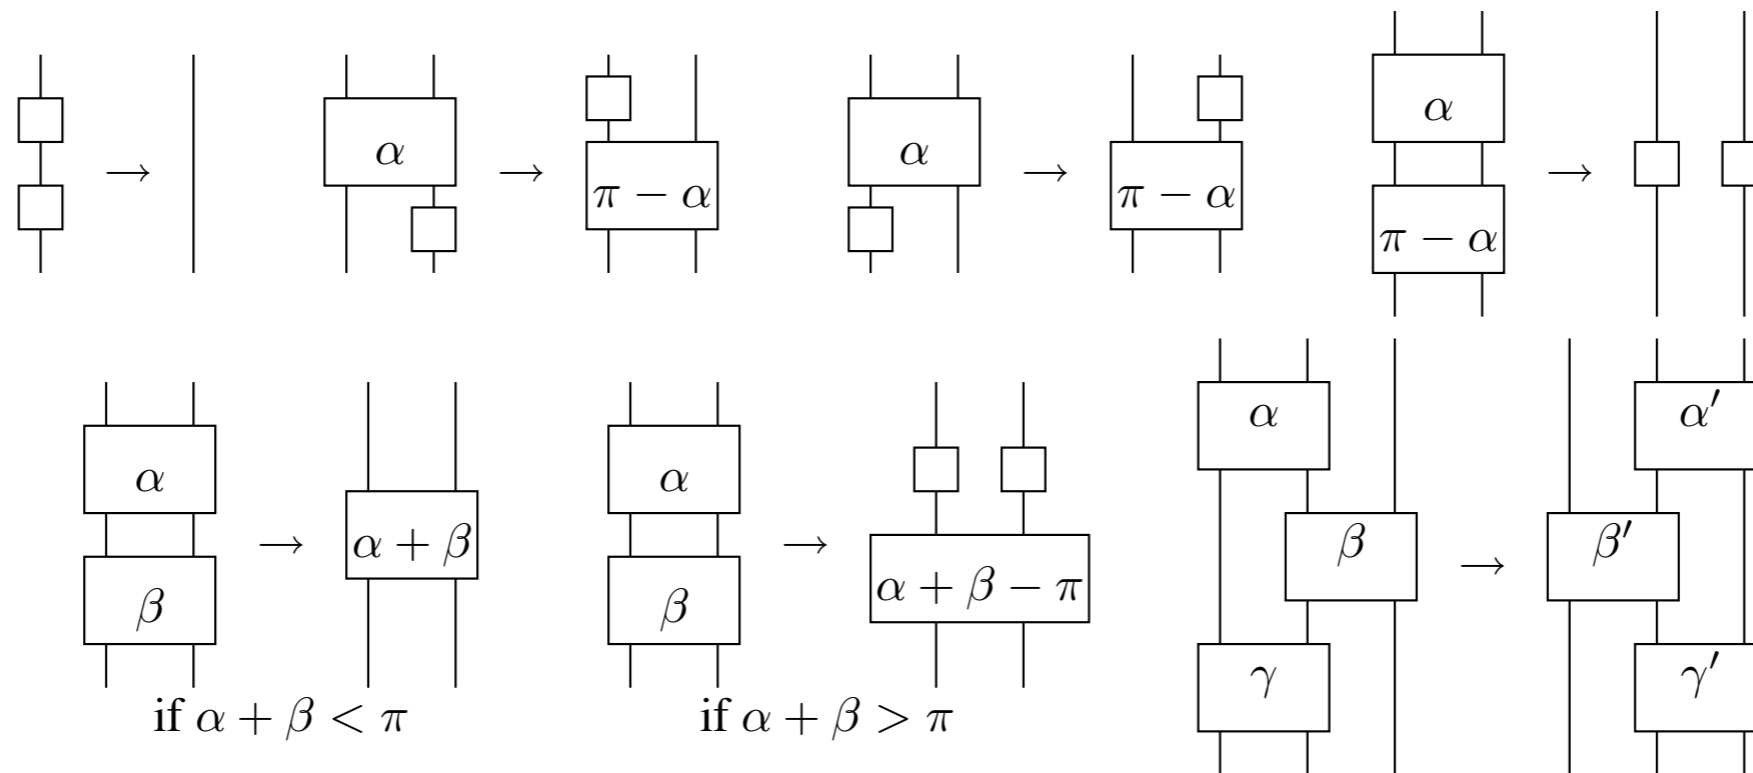 → α → π − α α → π − α α π − α →
α β → α + β α β → α + β − π α β γ → α′ β′ γ′
if α + β < π if α + β > π